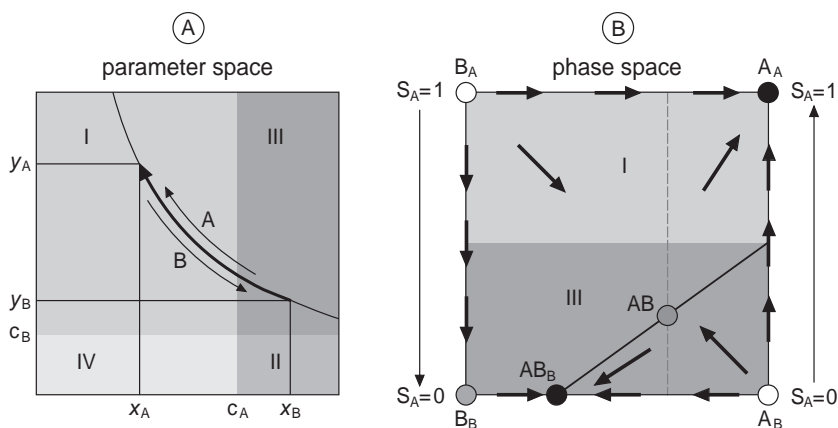 A
parameter space
I
III
y_A
A
B
y_B
c_B
IV
II
x_A
c_A
x_B
B
phase space
B_A
A_A
S_A=1
S_A=1
I
III
AB
AB_B
S_A=0
S_A=0
B_B
A_B